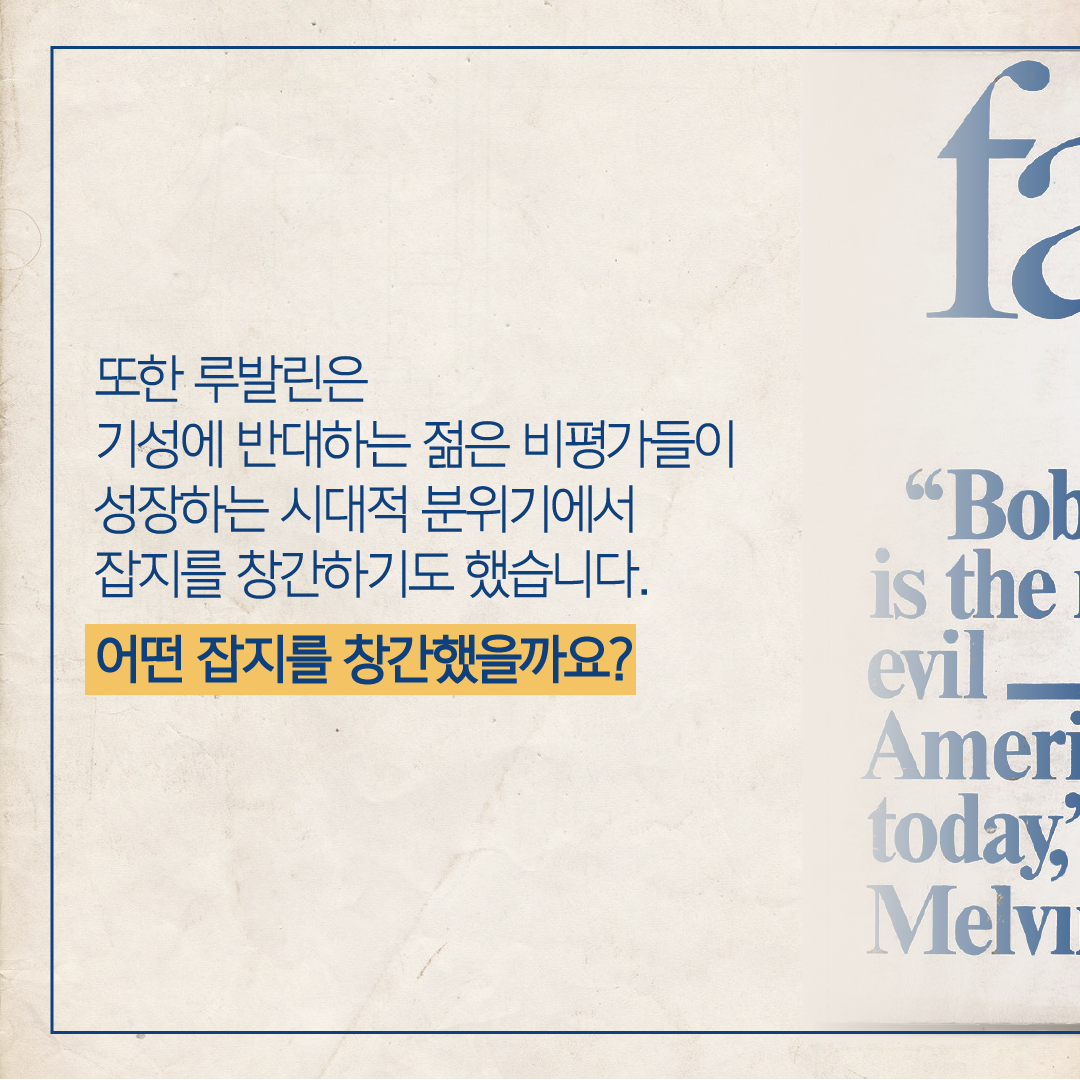 또한 루발린은
기성에 반대하는 젊은 비평가들이
성장하는 시대적 분위기에서
잡지를 창간하기도 했습니다.
어떤 잡지를 창간했을까요?
fa
“Bob
is the
evil
Ameri
today,’
Melvi